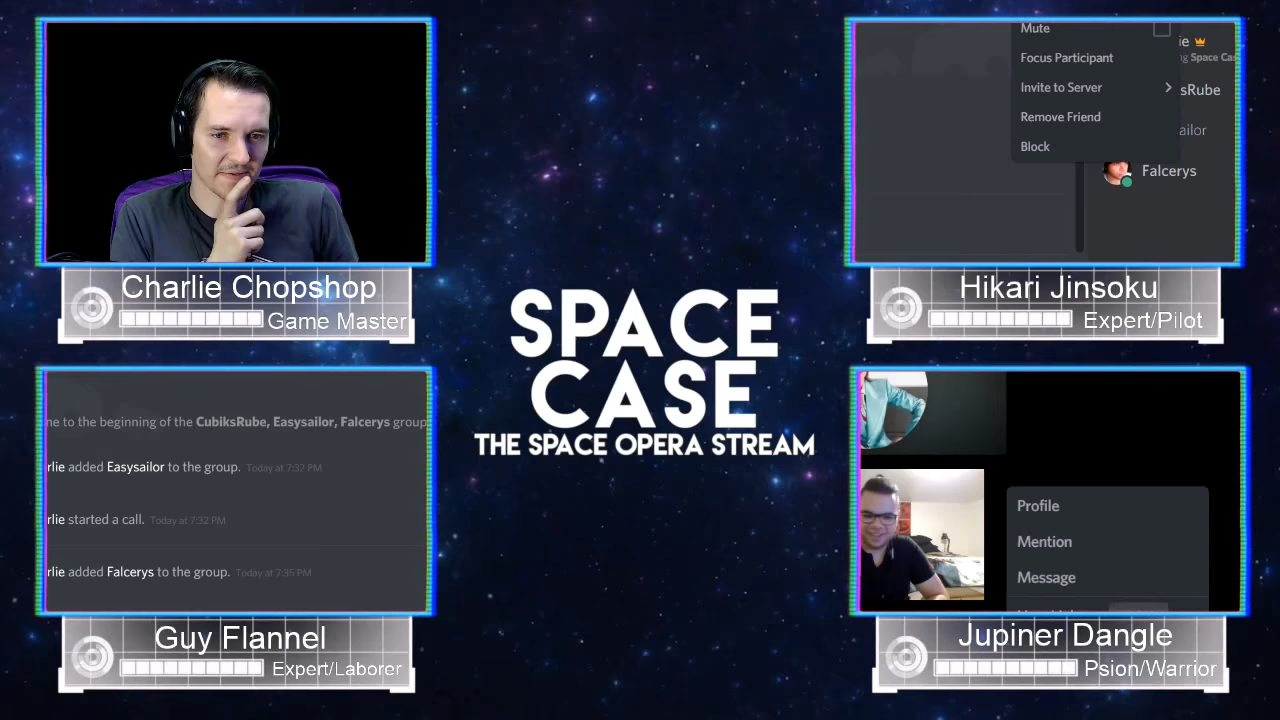 Charlie Chopshop
Game Master
Mute
Focus Participant
Invite to Server
Remove Friend
Block
ie
Space Cas
sRube
ailor
Falcerys
Hikari Jinsoku
Expert/Pilot
SPACE
CASE
THE SPACE OPERA STREAM
me to the beginning of the CubiksRube, Easysailor, Falcerys group
rlie added Easysailor to the group. Today at 7:32 PM
rlie started a call. Today at 7:32 PM
rlie added Falcerys to the group. Today at 7:35 PM
Guy Flannel
Expert/Laborer
Profile
Mention
Message
Jupiner Dangle
Psion/Warrior